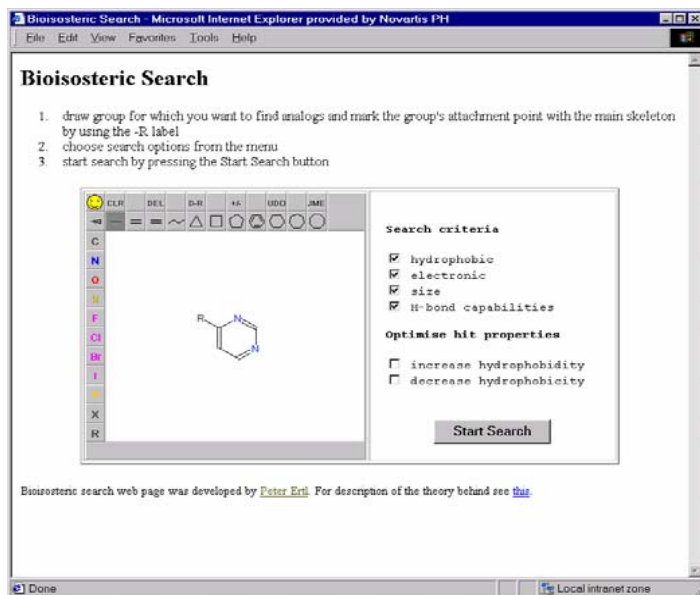 Bioisosteric Search - Microsoft Internet Explorer provided by Novartis PH
File Edit View Favorites Tools Help
Bioisosteric Search
1. draw group for which you want to find analogs and mark the group's attachment point with the main skeleton
by using the -R label
2. choose search options from the menu
3. start search by pressing the Start Search button
CLR DEL D-R +/- UDO JME
C
N
O
F
Cl
Br
I
X
R
R N
N
Search criteria
hydrophobic
electronic
size
H-bond capabilities
Optimise hit properties
increase hydrophobidity
decrease hydrophobicity
Start Search
Bioisosteric search web page was developed by Peter Ertl. For description of the theory behind see this.
Done
Local intranet zone